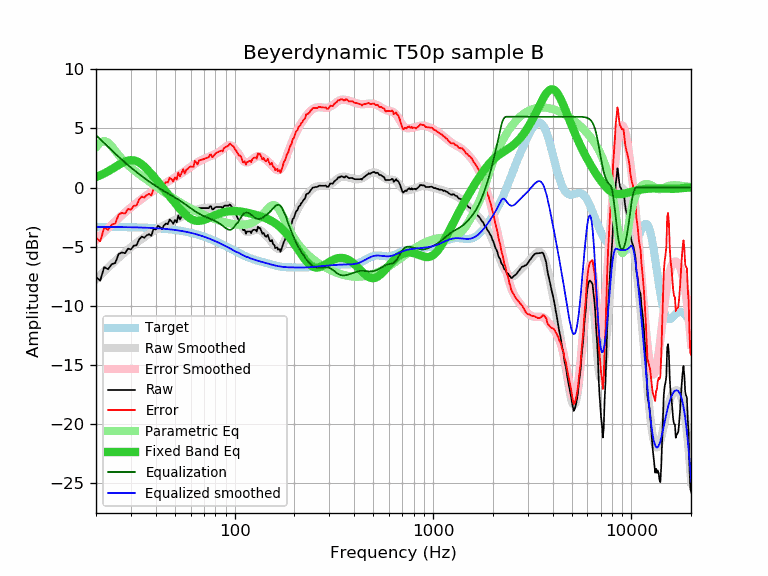 Beyerdynamic T50p sample B
10
5
0
−5
−10
−15
−20
−25
Amplitude (dBr)
Target
Raw Smoothed
Error Smoothed
Raw
Error
Parametric Eq
Fixed Band Eq
Equalization
Equalized smoothed
100
1000
10000
Frequency (Hz)